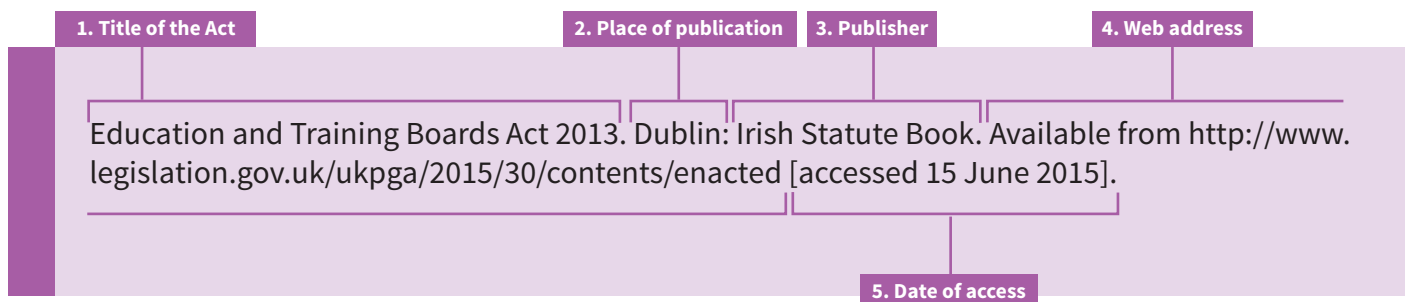 1. Title of the Act
2. Place of publication
3. Publisher
4. Web address
Education and Training Boards Act 2013. Dublin: Irish Statute Book. Available from http://www.
legislation.gov.uk/ukpga/2015/30/contents/enacted [accessed 15 June 2015].
5. Date of access